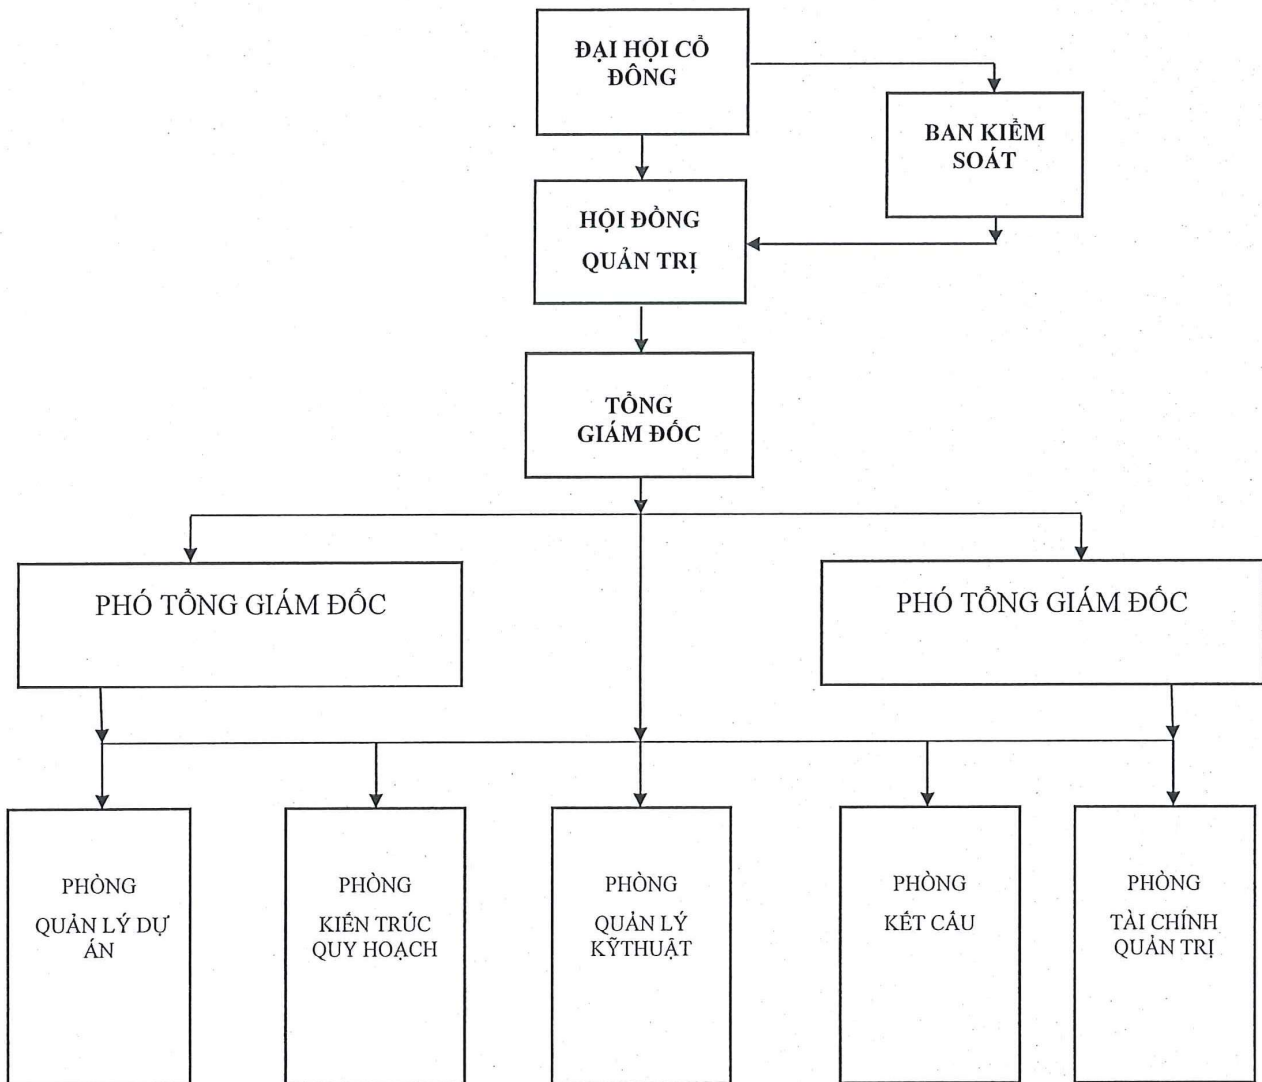 ĐẠI HỘI CỔ
ĐÔNG
BAN KIỂM
SOÁT
HỘI ĐỒNG
QUẢN TRỊ
TỔNG
GIÁM ĐỐC
PHÓ TỔNG GIÁM ĐỐC
PHÓ TỔNG GIÁM ĐỐC
PHÒNG
QUẢN LÝ DỰ
ÁN
PHÒNG
KIẾN TRÚC
QUY HOẠCH
PHÒNG
QUẢN LÝ
KỸTHUẬT
PHÒNG
KẾT CẤU
PHÒNG
TÀI CHÍNH
QUẢN TRỊ